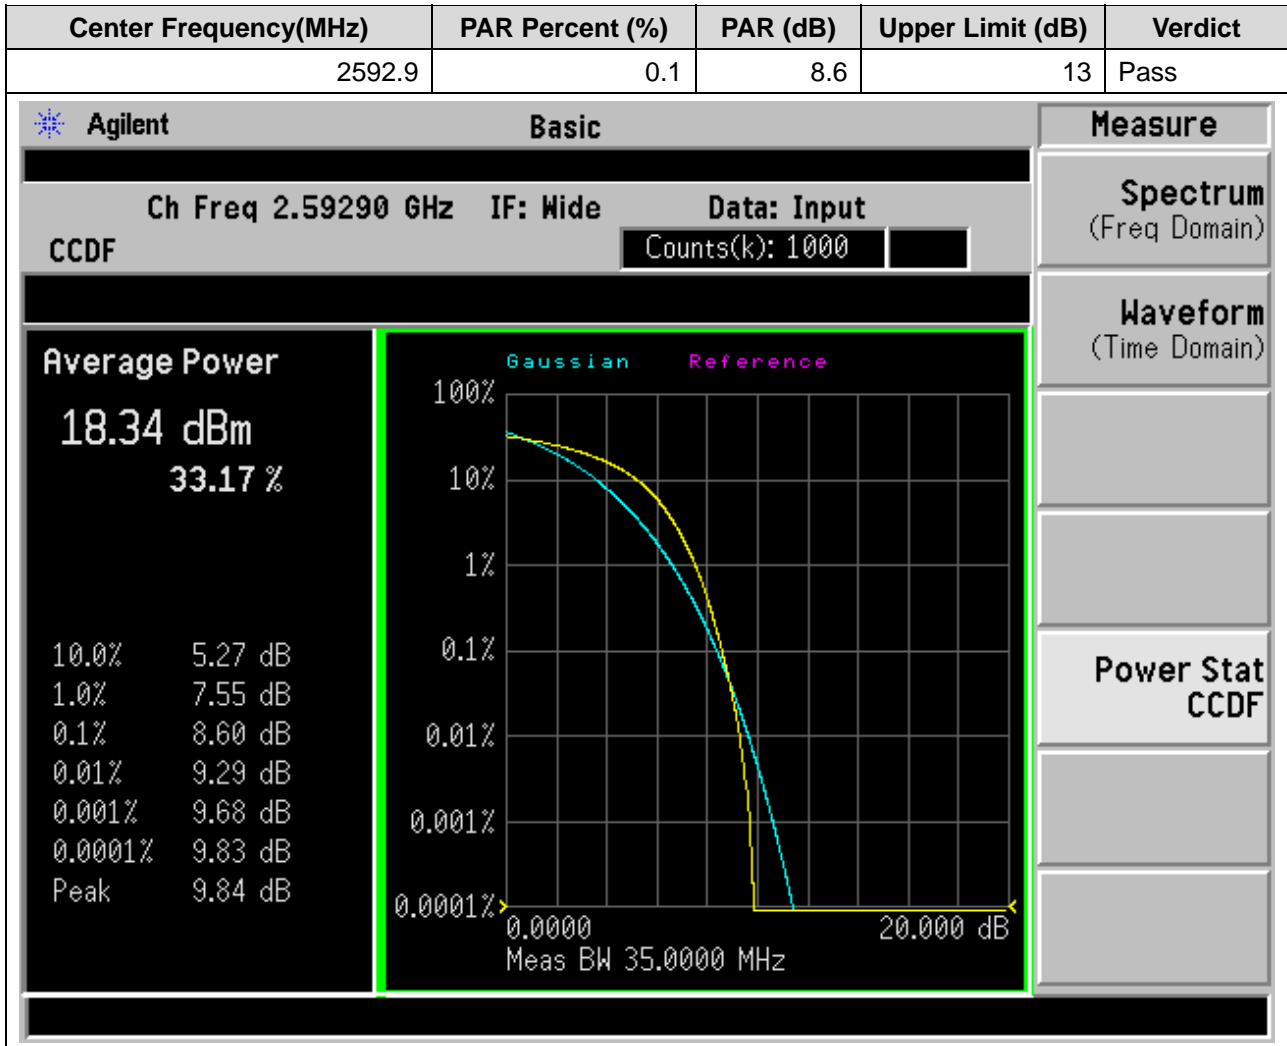 Center Frequency(MHz) PAR Percent (%) PAR (dB) Upper Limit (dB) Verdict
2592.9 0.1 8.6 13 Pass
Agilent Basic Measure
Ch Freq 2.59290 GHz IF: Wide Data: Input
CCDF Counts(k): 1000
Spectrum
(Freq Domain)
Waveform
(Time Domain)
Power Stat
CCDF
Average Power
18.34 dBm
33.17 %
10.0% 5.27 dB
1.0% 7.55 dB
0.1% 8.60 dB
0.01% 9.29 dB
0.001% 9.68 dB
0.0001% 9.83 dB
Peak 9.84 dB
Gaussian Reference
100%
10%
1%
0.1%
0.01%
0.001%
0.0001%
0.0000 20.000 dB
Meas BW 35.0000 MHz